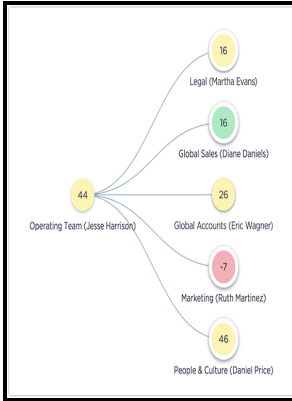 16
Legal (Martha Evans)
16
Global Sales (Diane Daniels)
44
Operating Team (Jesse Harrison)
26
Global Accounts (Eric Wagner)
-7
Marketing (Ruth Martinez)
46
People & Culture (Daniel Price)